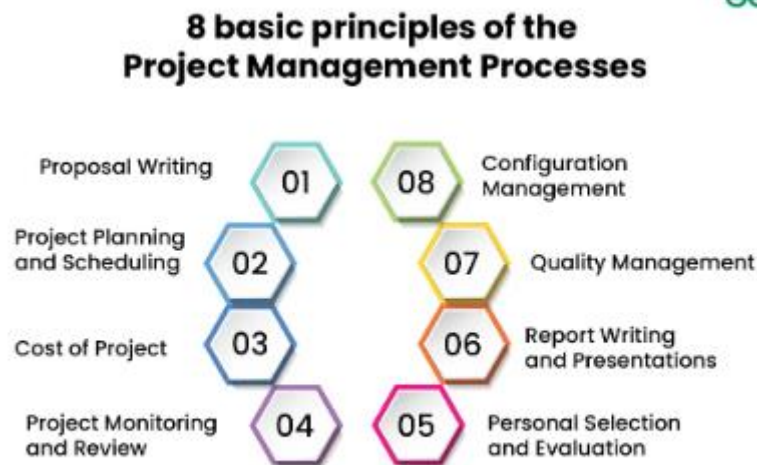 8 basic principles of the
Project Management Processes
01
Proposal Writing
02
Project Planning
and Scheduling
03
Cost of Project
04
Project Monitoring
and Review
05
Personal Selection
and Evaluation
06
Report Writing
and Presentations
07
Quality Management
08
Configuration
Management